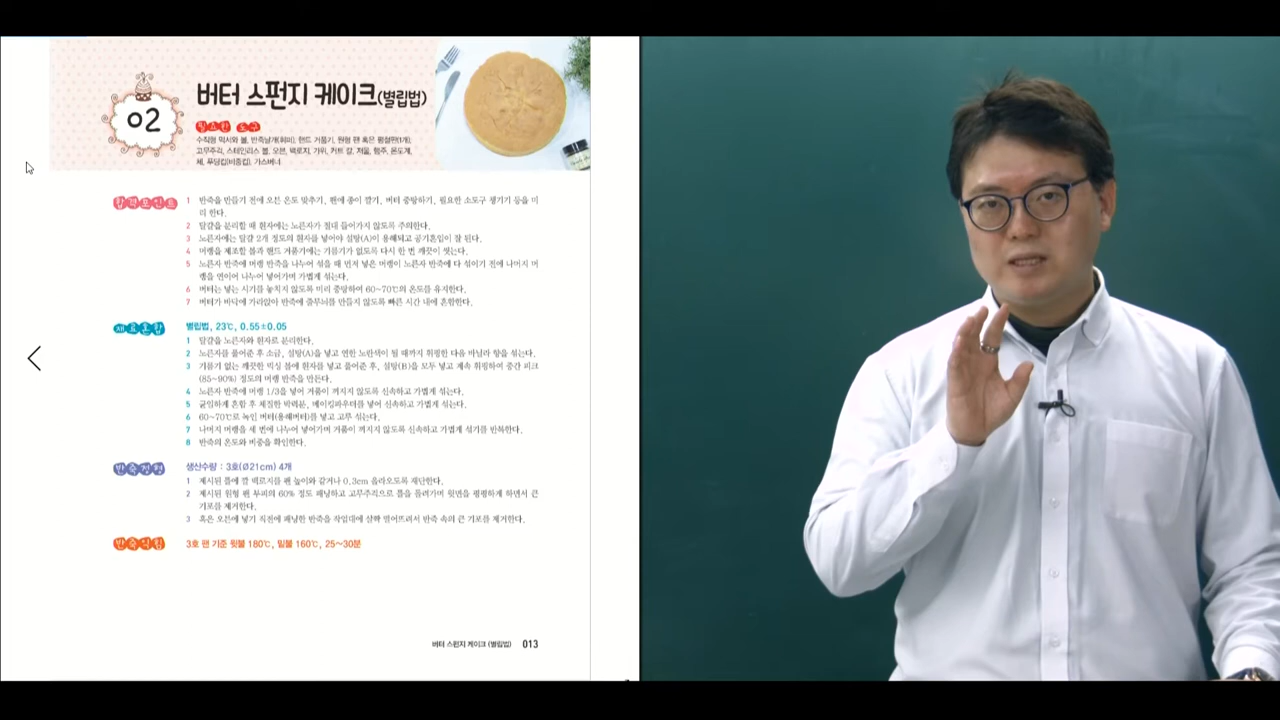 02
버터 스펀지 케이크(별립법)
필요한 도구
수직형 믹서와 볼, 반죽날개(휘퍼), 핸드 거품기, 원형 팬 혹은 평철판(1개),
고무주걱, 스테인리스 볼, 오븐, 백로지, 가위, 커트 칼, 저울, 행주, 온도계,
체, 푸딩컵(비중컵), 가스버너
합격포인트
1 반죽을 만들기 전에 오븐 온도 맞추기, 팬에 종이 깔기, 버터 중탕하기, 필요한 소도구 챙기기 등을 미
리 한다.
2 달걀을 분리할 때 흰자에는 노른자가 절대 들어가지 않도록 주의한다.
3 노른자에는 달걀 2개 정도의 흰자를 넣어야 설탕(A)이 용해되고 공기혼입이 잘 된다.
4 머랭을 제조할 볼과 핸드 거품기에는 기름기가 없도록 다시 한 번 깨끗이 씻는다.
5 노른자 반죽에 머랭 반죽을 나누어 섞을 때 먼저 넣은 머랭이 노른자 반죽에 다 섞이기 전에 나머지 머
랭을 연이어 나누어 넣어가며 가볍게 섞는다.
6 버터는 넣는 시기를 놓치지 않도록 미리 중탕하여 60~70℃의 온도를 유지한다.
7 버터가 바닥에 가라앉아 반죽에 줄무늬를 만들지 않도록 빠른 시간 내에 혼합한다.
재료혼합
별립법, 23℃, 0.55±0.05
1 달걀을 노른자와 흰자로 분리한다.
2 노른자를 풀어준 후 소금, 설탕(A)을 넣고 연한 노란색이 될 때까지 휘핑한 다음 바닐라 향을 섞는다.
3 기름기 없는 깨끗한 믹싱 볼에 흰자를 넣고 풀어준 후, 설탕(B)을 모두 넣고 계속 휘핑하여 중간 피크
(85~90%) 정도의 머랭 반죽을 만든다.
4 노른자 반죽에 머랭 1/3을 넣어 거품이 꺼지지 않도록 신속하고 가볍게 섞는다.
5 균일하게 혼합 후 체질한 박력분, 베이킹파우더를 넣어 신속하고 가볍게 섞는다.
6 60~70℃로 녹인 버터(용해버터)를 넣고 고루 섞는다.
7 나머지 머랭을 세 번에 나누어 넣어가며 거품이 꺼지지 않도록 신속하고 가볍게 섞기를 반복한다.
8 반죽의 온도와 비중을 확인한다.
반죽성형
생산수량 : 3호(Ø21cm) 4개
1 제시된 틀에 깔 백로지를 팬 높이와 같거나 0.3cm 올라오도록 재단한다.
2 제시된 원형 팬 부피의 60% 정도 패닝하고 고무주걱으로 틀을 돌려가며 윗면을 평평하게 하면서 큰
기포를 제거한다.
3 혹은 오븐에 넣기 직전에 패닝한 반죽을 작업대에 살짝 떨어뜨려서 반죽 속의 큰 기포를 제거한다.
반죽익힘
3호 팬 기준 윗불 180℃, 밑불 160℃, 25~30분
버터 스펀지 케이크 (별립법) 013